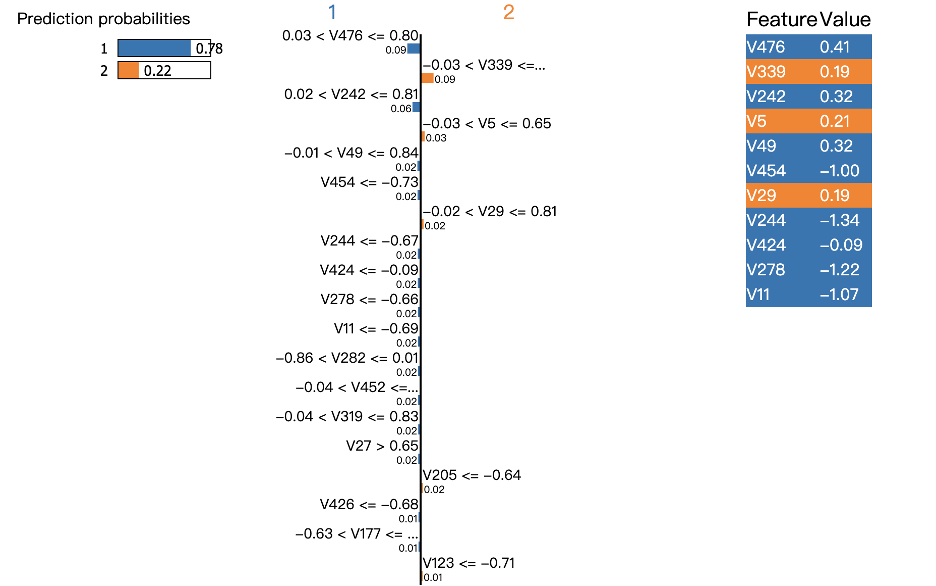 Prediction probabilities
1 0.78
2 0.22
1 2
0.03 < V476 <= 0.80
0.09
−0.03 < V339 <=...
0.09
0.02 < V242 <= 0.81
0.06
−0.03 < V5 <= 0.65
0.03
−0.01 < V49 <= 0.84
0.02
V454 <= −0.73
0.02
−0.02 < V29 <= 0.81
0.02
V244 <= −0.67
0.02
V424 <= −0.09
0.02
V278 <= −0.66
0.02
V11 <= −0.69
0.02
−0.86 < V282 <= 0.01
0.02
−0.04 < V452 <=...
0.02
−0.04 < V319 <= 0.83
0.02
V27 > 0.65
0.02
V205 <= −0.64
0.02
V426 <= −0.68
0.01
−0.63 < V177 <= ...
0.01
V123 <= −0.71
0.01
Feature Value
V476 0.41
V339 0.19
V242 0.32
V5 0.21
V49 0.32
V454 −1.00
V29 0.19
V244 −1.34
V424 −0.09
V278 −1.22
V11 −1.07